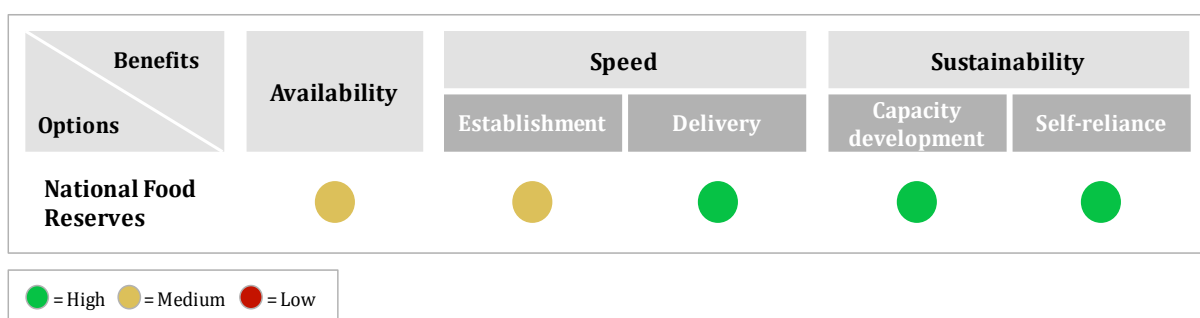 Benefits
Options
Availability
Speed
Sustainability
Establishment
Delivery
Capacity
development
Self-reliance
National Food
Reserves
= High = Medium = Low